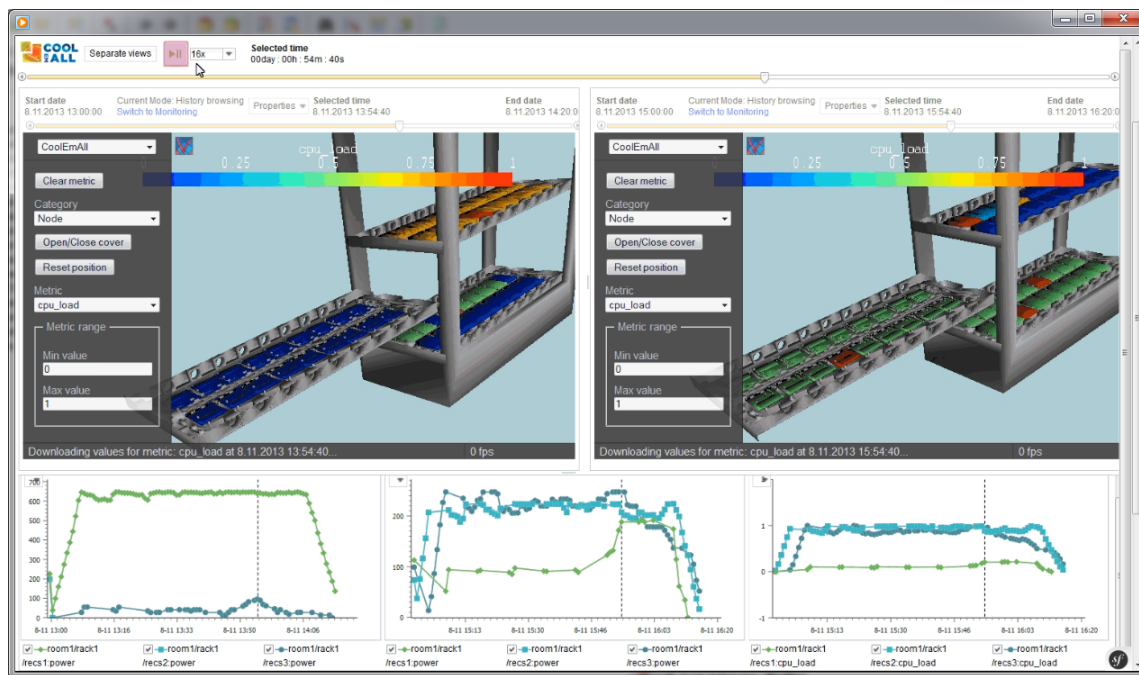 COOL EM ALL
Separate views
16x
Selected time
00day : 00h : 54m : 40s
Start date
8.11.2013 13:00:00
Current Mode: History browsing
Switch to Monitoring
Properties
Selected time
8.11.2013 13:54:40
End date
8.11.2013 14:20:0
CoolEmAll
cpu_load
0 0.25 0.5 0.75 1
Clear metric
Category
Node
Open/Close cover
Reset position
Metric
cpu_load
Metric range
Min value
0
Max value
1
Downloading values for metric: cpu_load at 8.11.2013 13:54:40...
0 fps
Start date
8.11.2013 15:00:00
Current Mode: History browsing
Switch to Monitoring
Properties
Selected time
8.11.2013 15:54:40
End date
8.11.2013 16:20:0
CoolEmAll
cpu_load
0 0.25 0.5 0.75 1
Clear metric
Category
Node
Open/Close cover
Reset position
Metric
cpu_load
Metric range
Min value
0
Max value
1
Downloading values for metric: cpu_load at 8.11.2013 15:54:40...
0 fps
700
600
500
400
300
200
100
0
8-11 13:00 8-11 13:16 8-11 13:33 8-11 13:50 8-11 14:06
room1/rack1 room1/rack1 room1/rack1
/recs1:power /recs2:power /recs3:power
200
100
0
8-11 15:13 8-11 15:30 8-11 15:46 8-11 16:03 8-11 16:20
room1/rack1 room1/rack1 room1/rack1
/recs1:power /recs2:power /recs3:power
1
0
-1
8-11 15:13 8-11 15:30 8-11 15:46 8-11 16:03 8-11 16:20
room1/rack1 room1/rack1 room1/rack1
/recs1:cpu_load /recs2:cpu_load /recs3:cpu_load
sf